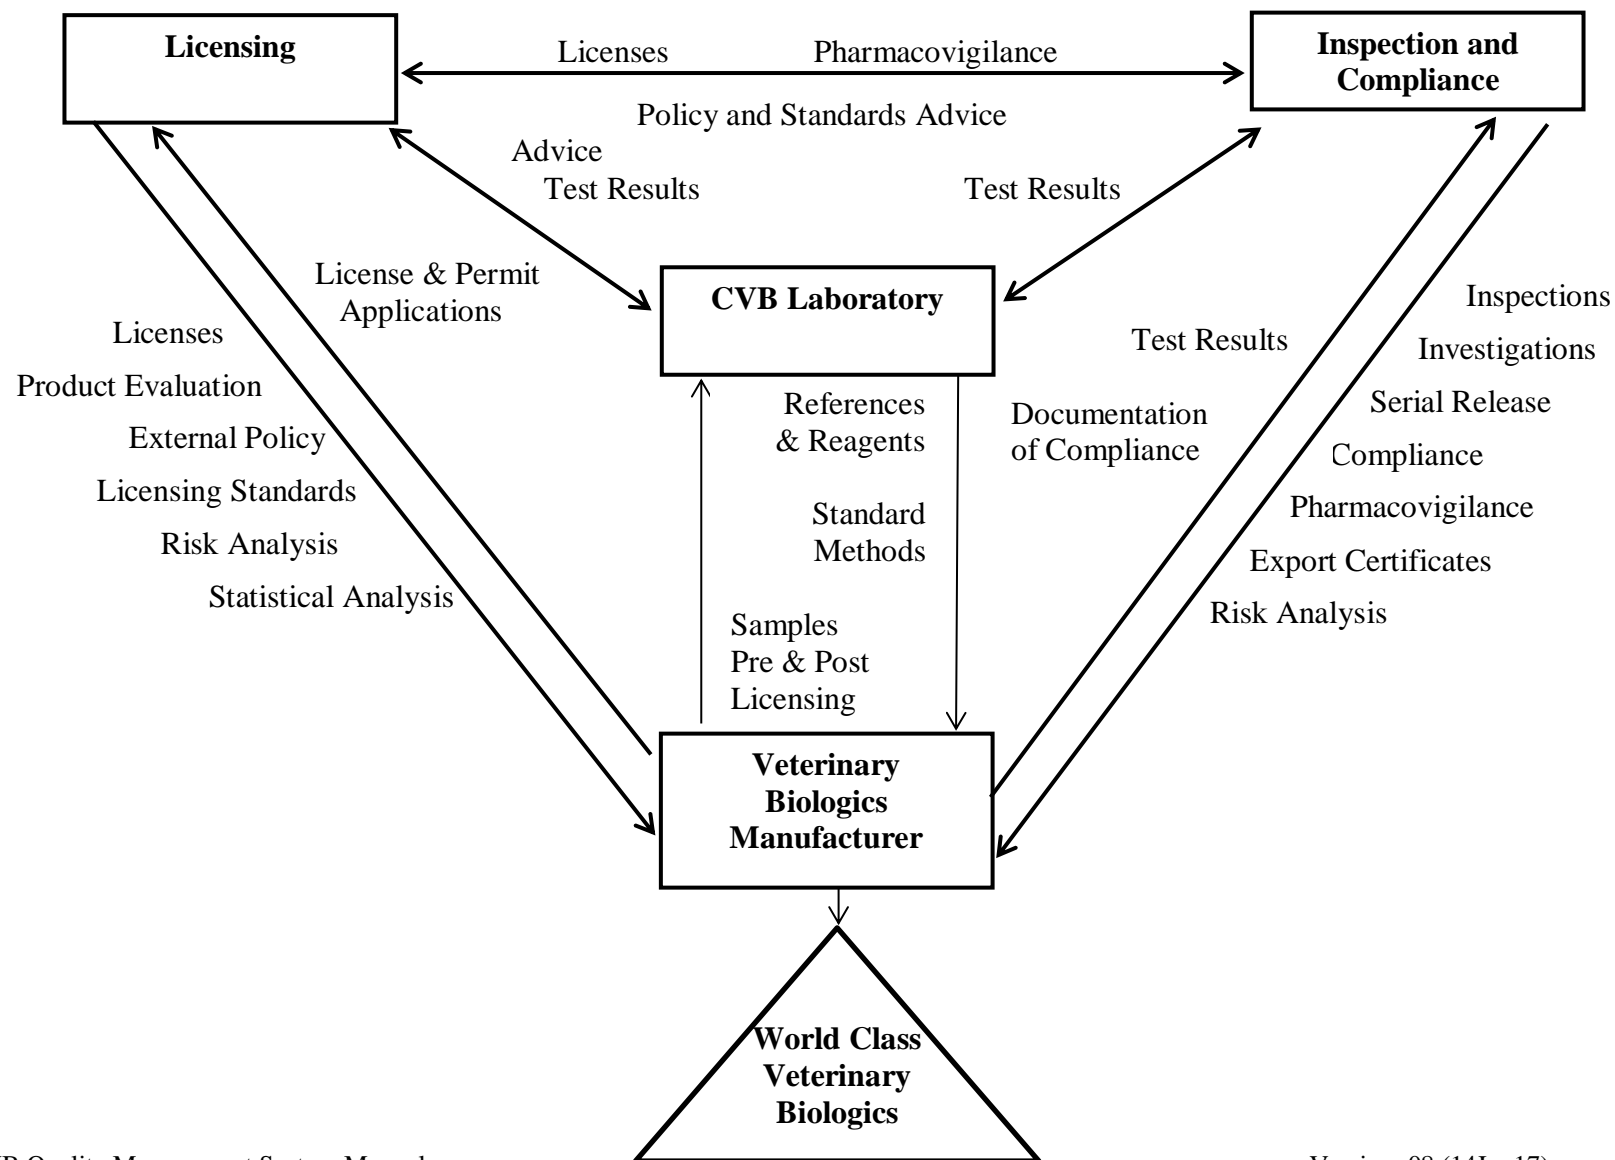 Licensing
Inspection and
Compliance
Licenses
Pharmacovigilance
Policy and Standards Advice
Advice
Test Results
Test Results
License & Permit
Applications
CVB Laboratory
Licenses
Product Evaluation
External Policy
Licensing Standards
Risk Analysis
Statistical Analysis
References
& Reagents
Standard
Methods
Samples
Pre & Post
Licensing
Test Results
Documentation
of Compliance
Inspections
Investigations
Serial Release
Compliance
Pharmacovigilance
Export Certificates
Risk Analysis
Veterinary
Biologics
Manufacturer
World Class
Veterinary
Biologics